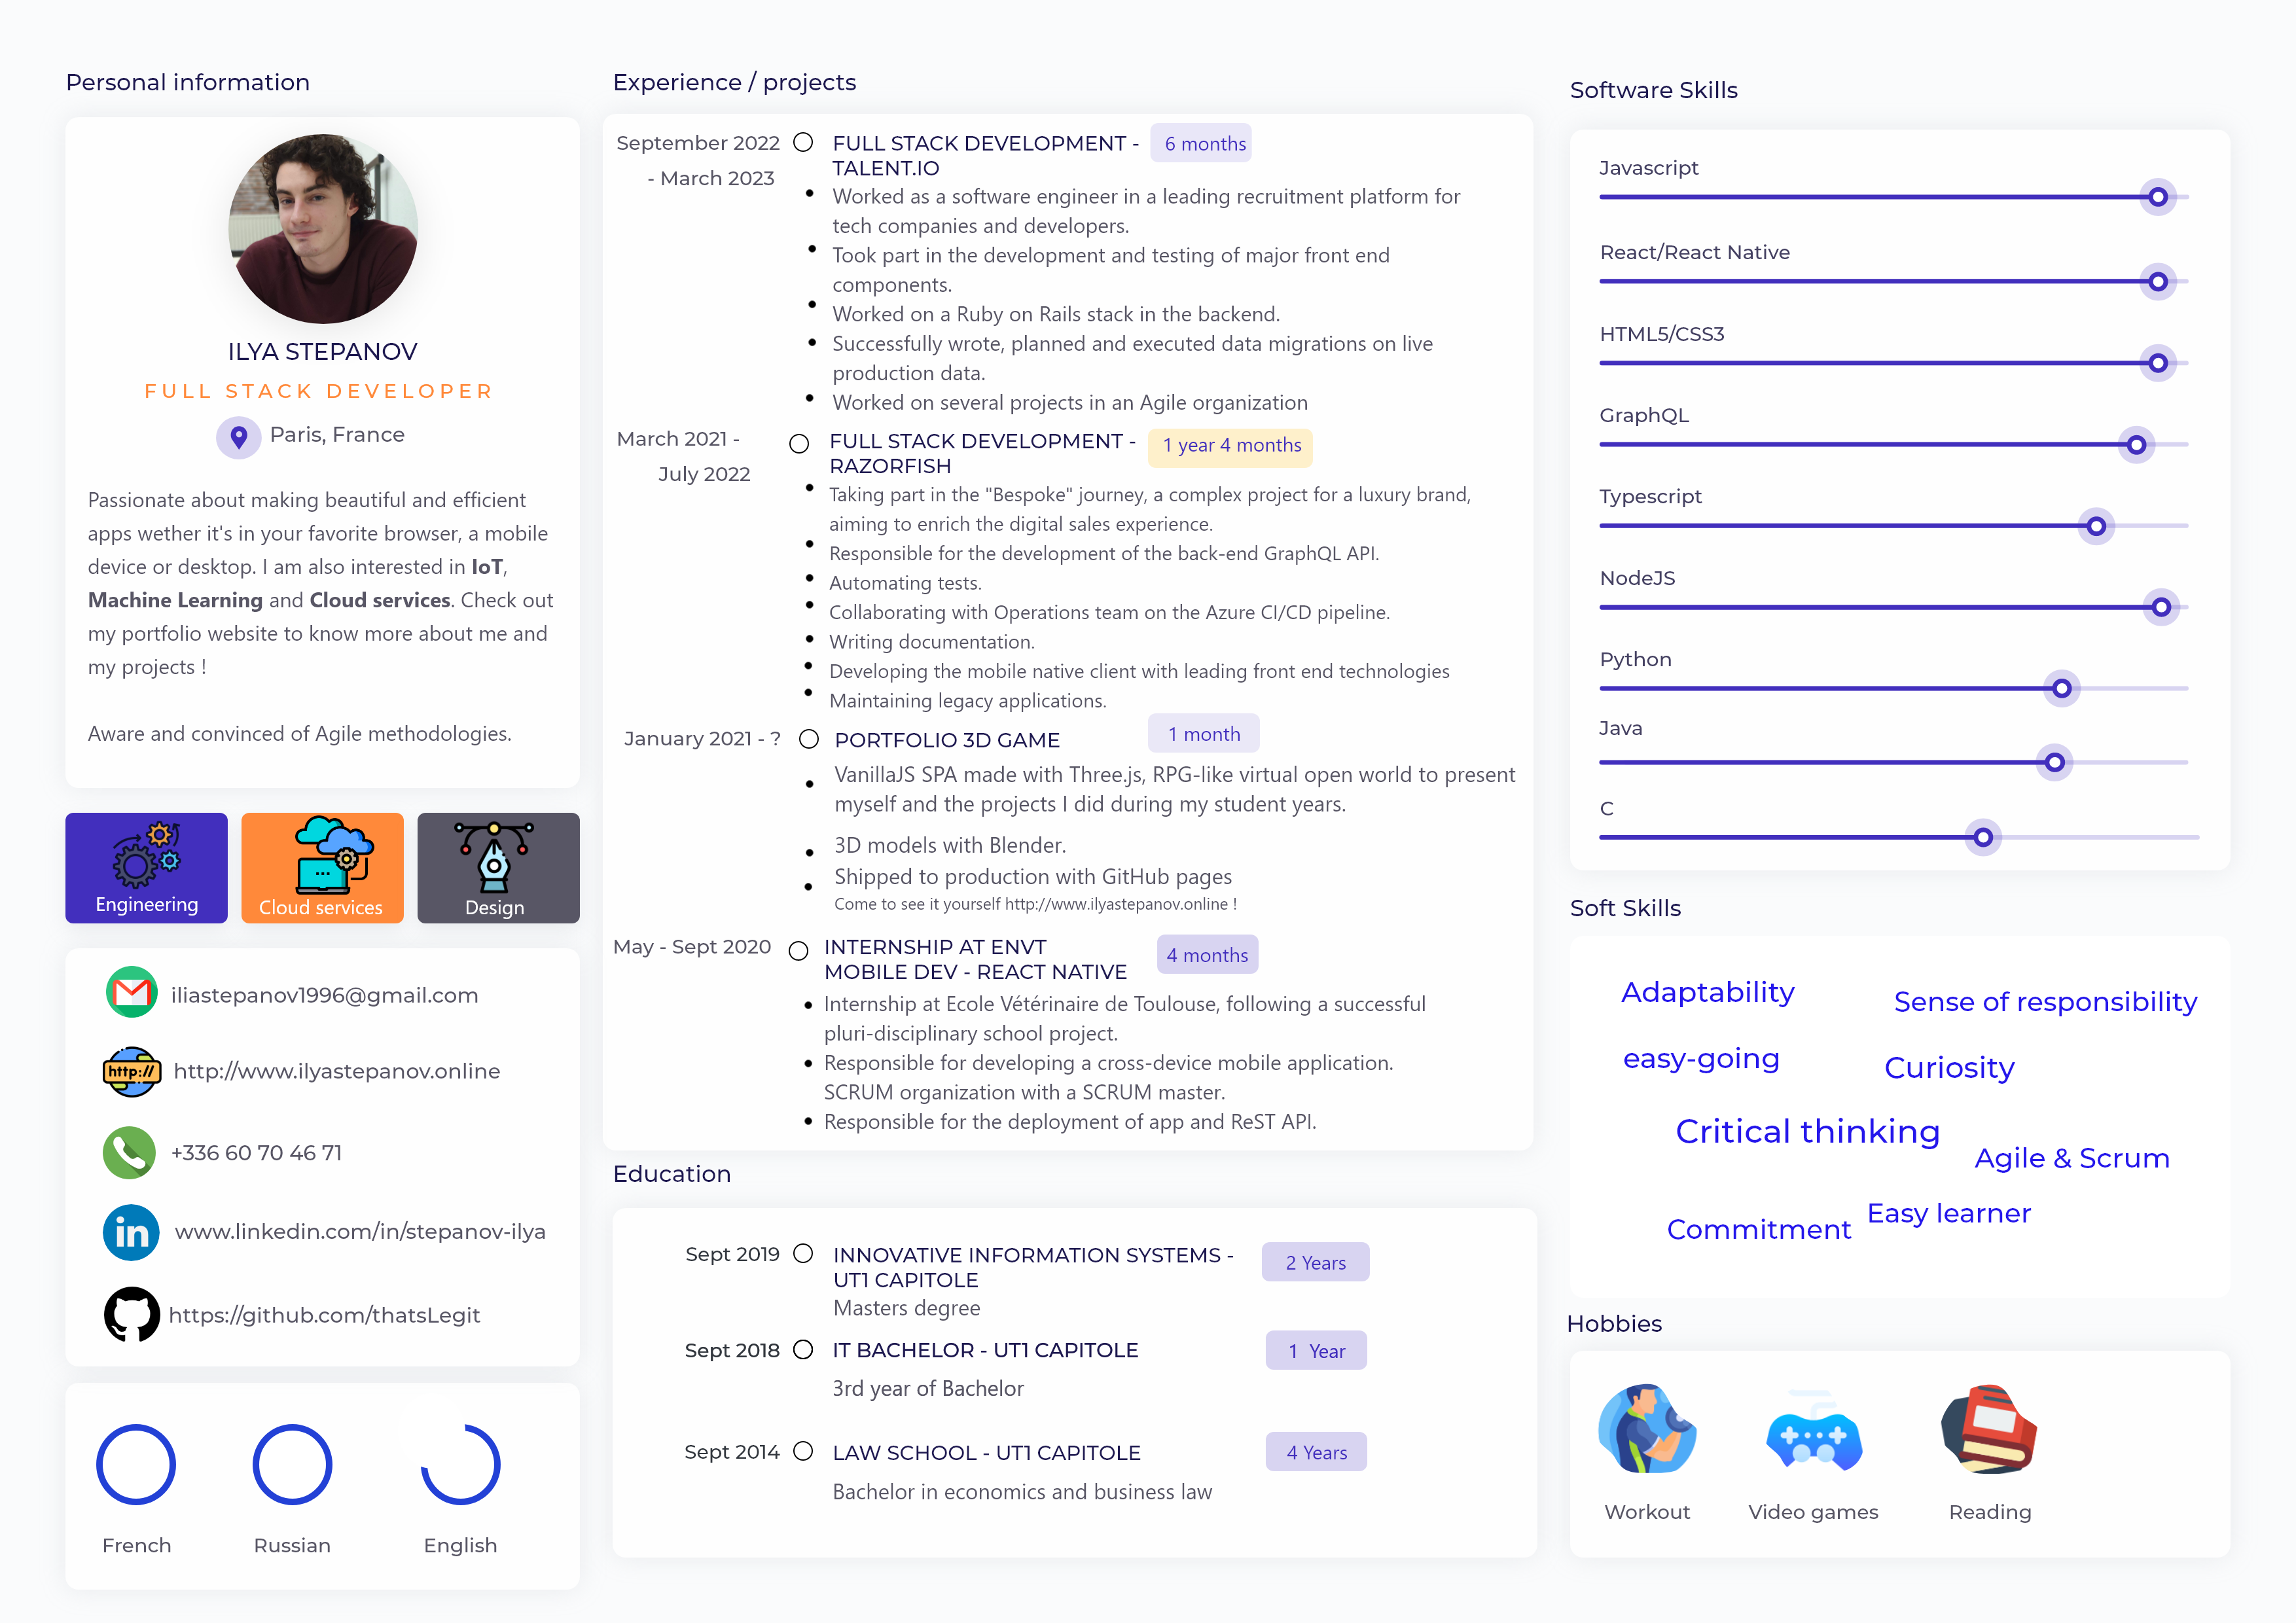 Personal information
ILYA STEPANOV
FULL STACK DEVELOPER
Paris, France
Passionate about making beautiful and efficient
apps wether it's in your favorite browser, a mobile
device or desktop. I am also interested in IoT,
Machine Learning and Cloud services. Check out
my portfolio website to know more about me and
my projects !
Aware and convinced of Agile methodologies.
Engineering
Cloud services
Design
iliastepanov1996@gmail.com
http://
http://www.ilyastepanov.online
+336 60 70 46 71
in
www.linkedin.com/in/stepanov-ilya
https://github.com/thatsLegit
French
Russian
English
Experience / projects
September 2022
- March 2023
FULL STACK DEVELOPMENT -
TALENT.IO
6 months
Worked as a software engineer in a leading recruitment platform for
tech companies and developers.
Took part in the development and testing of major front end
components.
Worked on a Ruby on Rails stack in the backend.
Successfully wrote, planned and executed data migrations on live
production data.
Worked on several projects in an Agile organization
March 2021 -
July 2022
FULL STACK DEVELOPMENT -
RAZORFISH
1 year 4 months
Taking part in the "Bespoke" journey, a complex project for a luxury brand,
aiming to enrich the digital sales experience.
Responsible for the development of the back-end GraphQL API.
Automating tests.
Collaborating with Operations team on the Azure CI/CD pipeline.
Writing documentation.
Developing the mobile native client with leading front end technologies
Maintaining legacy applications.
January 2021 - ?
PORTFOLIO 3D GAME
1 month
VanillaJS SPA made with Three.js, RPG-like virtual open world to present
myself and the projects I did during my student years.
3D models with Blender.
Shipped to production with GitHub pages
Come to see it yourself http://www.ilyastepanov.online !
May - Sept 2020
INTERNSHIP AT ENVT
MOBILE DEV - REACT NATIVE
4 months
Internship at Ecole Vétérinaire de Toulouse, following a successful
pluri-disciplinary school project.
Responsible for developing a cross-device mobile application.
SCRUM organization with a SCRUM master.
Responsible for the deployment of app and ReST API.
Education
Sept 2019
INNOVATIVE INFORMATION SYSTEMS -
UT1 CAPITOLE
2 Years
Masters degree
Sept 2018
IT BACHELOR - UT1 CAPITOLE
1 Year
3rd year of Bachelor
Sept 2014
LAW SCHOOL - UT1 CAPITOLE
4 Years
Bachelor in economics and business law
Software Skills
Javascript
React/React Native
HTML5/CSS3
GraphQL
Typescript
NodeJS
Python
Java
C
Soft Skills
Adaptability
Sense of responsibility
easy-going
Curiosity
Critical thinking
Agile & Scrum
Easy learner
Commitment
Hobbies
Workout
Video games
Reading